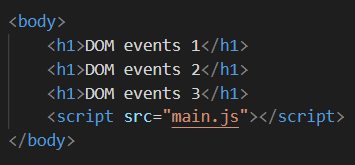 <body>
    <h1>DOM events 1</h1>
    <h1>DOM events 2</h1>
    <h1>DOM events 3</h1>
    <script src="main.js"></script>
</body>